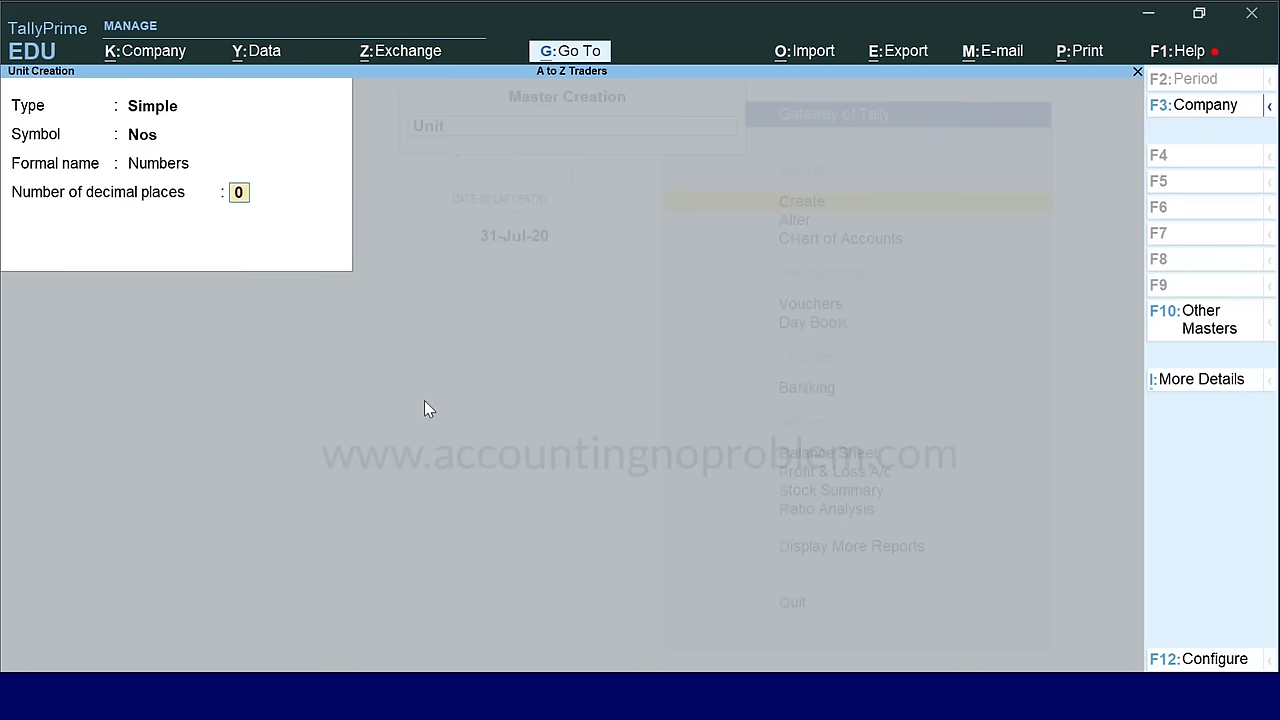 TallyPrime
MANAGE
EDU
K:Company
Y:Data
Z:Exchange
G:Go To
O:Import
E:Export
M:E-mail
P:Print
F1:Help
Unit Creation
A to Z Traders
Type : Simple
Symbol : Nos
Formal name : Numbers
Number of decimal places : 0
Master Creation
Unit
DATE OF LAST ENTRY
31-Jul-20
Gateway of Tally
Create
Alter
CHart of Accounts
Vouchers
Day Book
BaNking
Balance Sheet
Profit & Loss A/c
Stock Summary
Ratio Analysis
Display More Reports
Quit
www.accountingnoproblem.com
F2:Period
F3:Company
F4
F5
F6
F7
F8
F9
F10:Other
Masters
I:More Details
F12:Configure